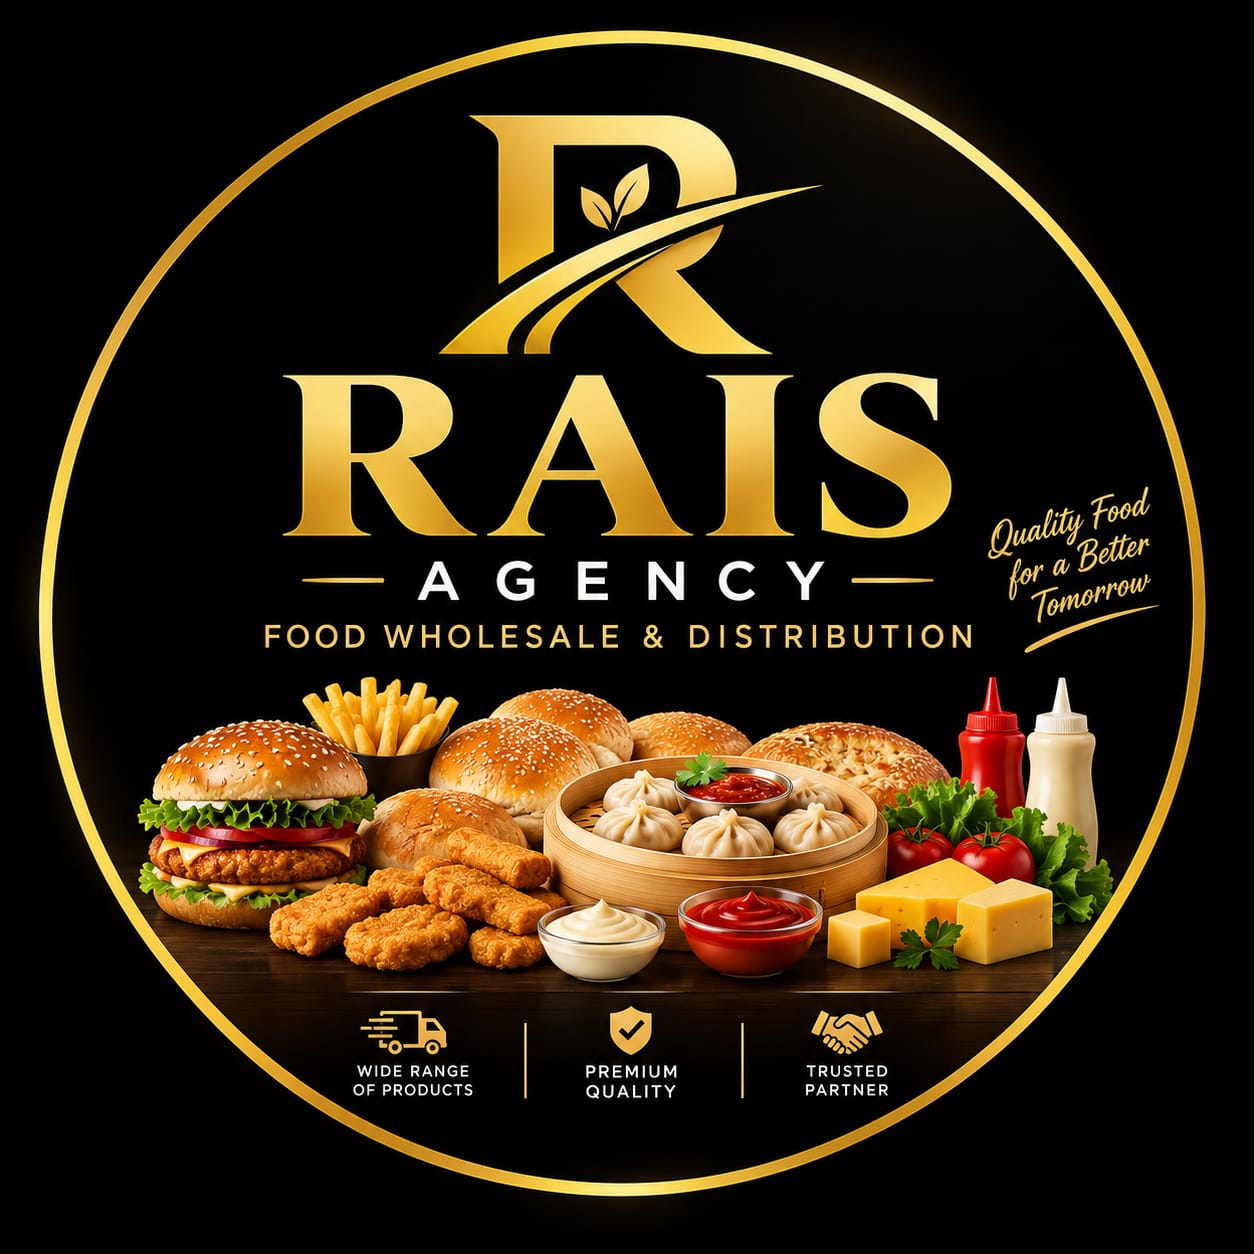 R
RAIS
AGENCY
FOOD WHOLESALE & DISTRIBUTION
Quality Food
for a Better
Tomorrow
WIDE RANGE
OF PRODUCTS
PREMIUM
QUALITY
TRUSTED
PARTNER